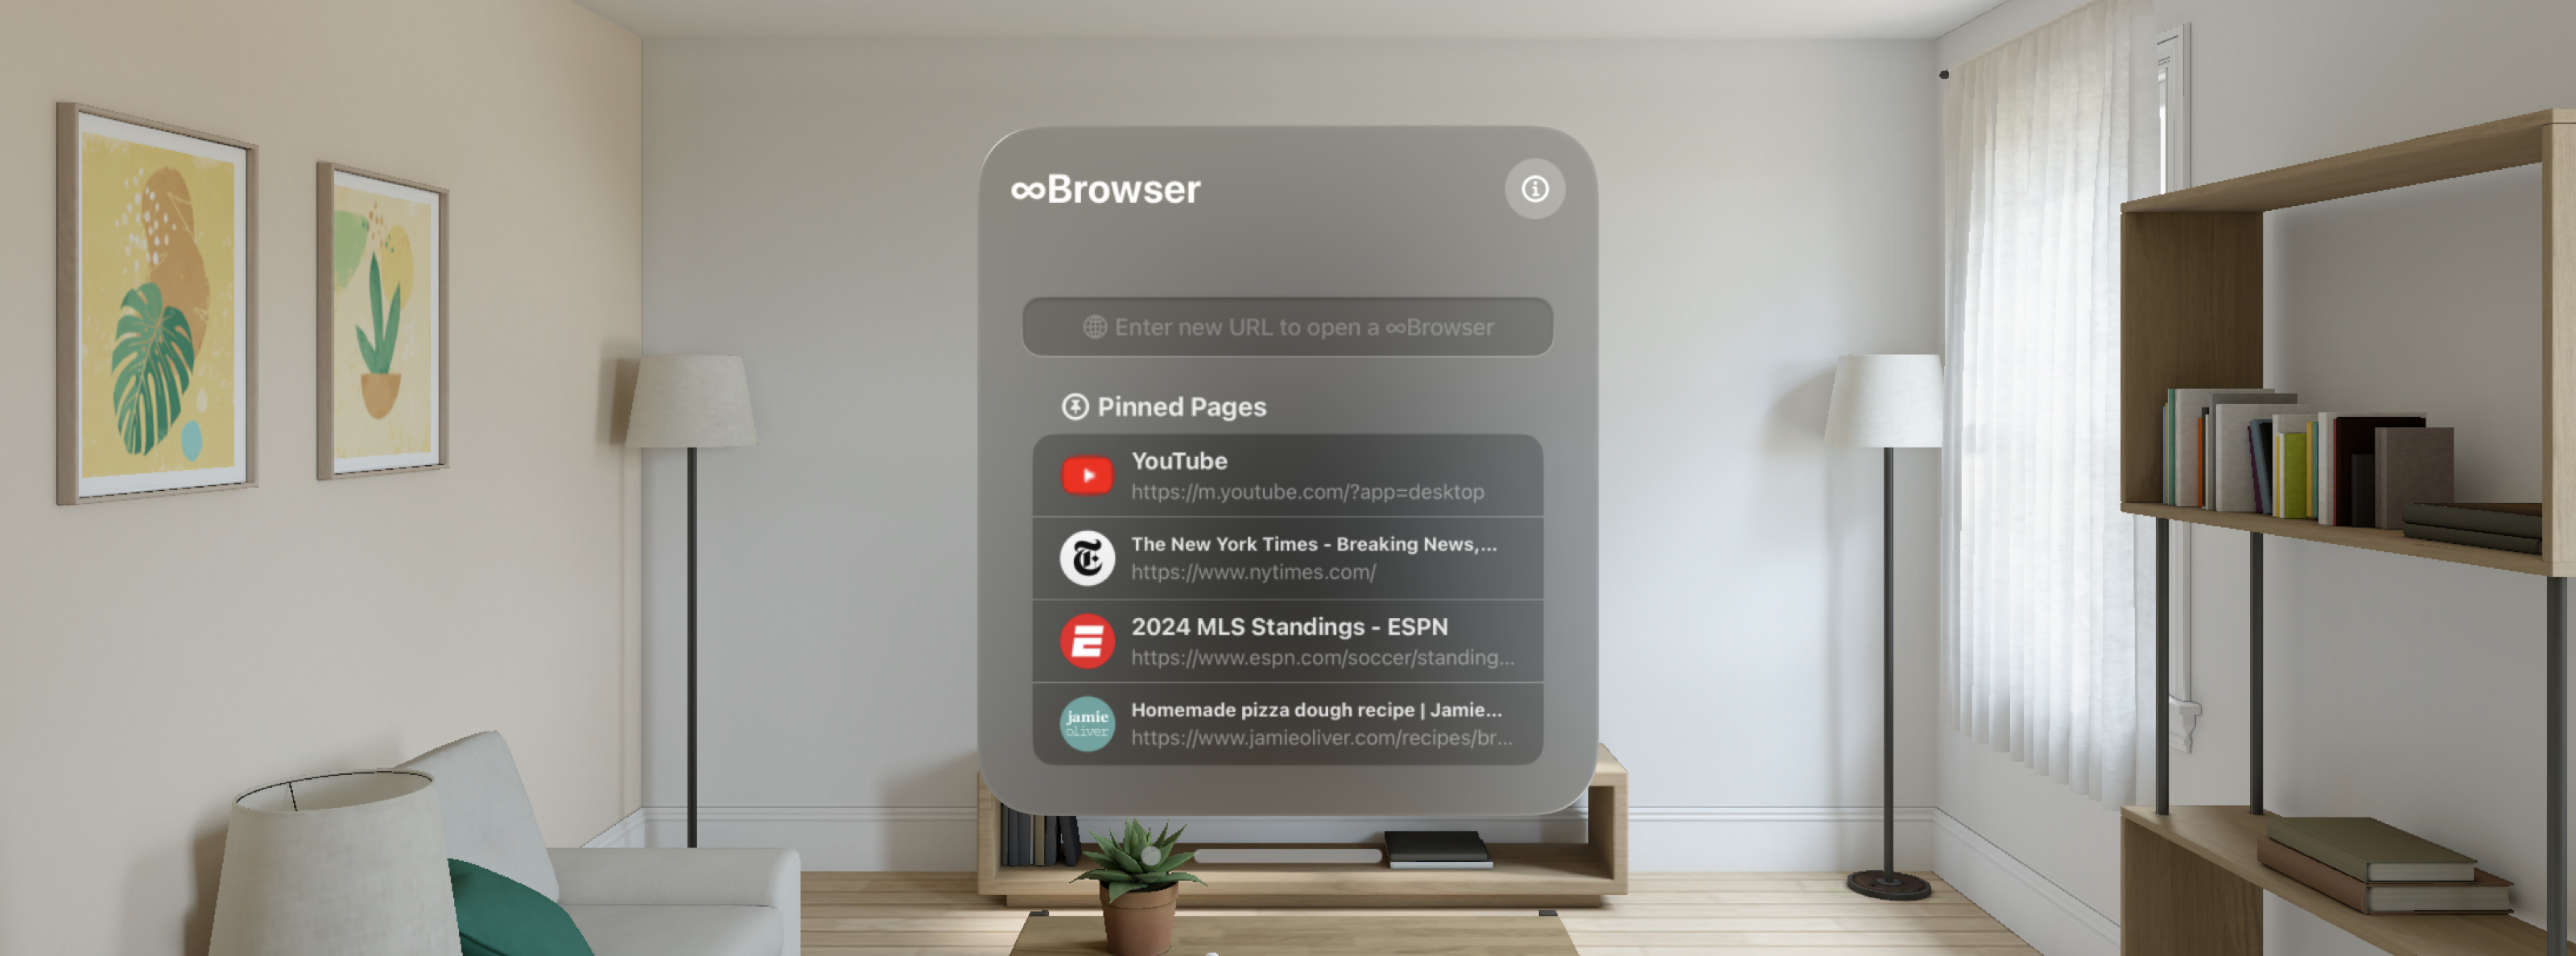 ∞Browser
Enter new URL to open a ∞Browser
Pinned Pages
YouTube
https://m.youtube.com/?app=desktop
The New York Times - Breaking News,...
https://www.nytimes.com/
2024 MLS Standings - ESPN
https://www.espn.com/soccer/standing...
Homemade pizza dough recipe | Jamie...
jamie
oliver
https://www.jamieoliver.com/recipes/br...